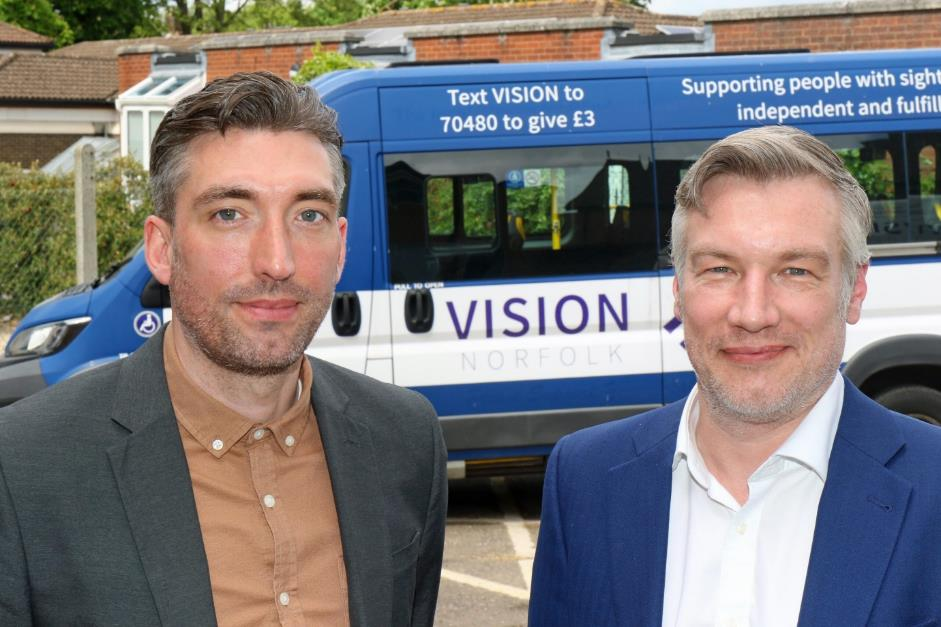 Text VISION to
70480 to give £3
Supporting people with sight
independent and fulfill
PULL TO OPEN
VISION
NORFOLK